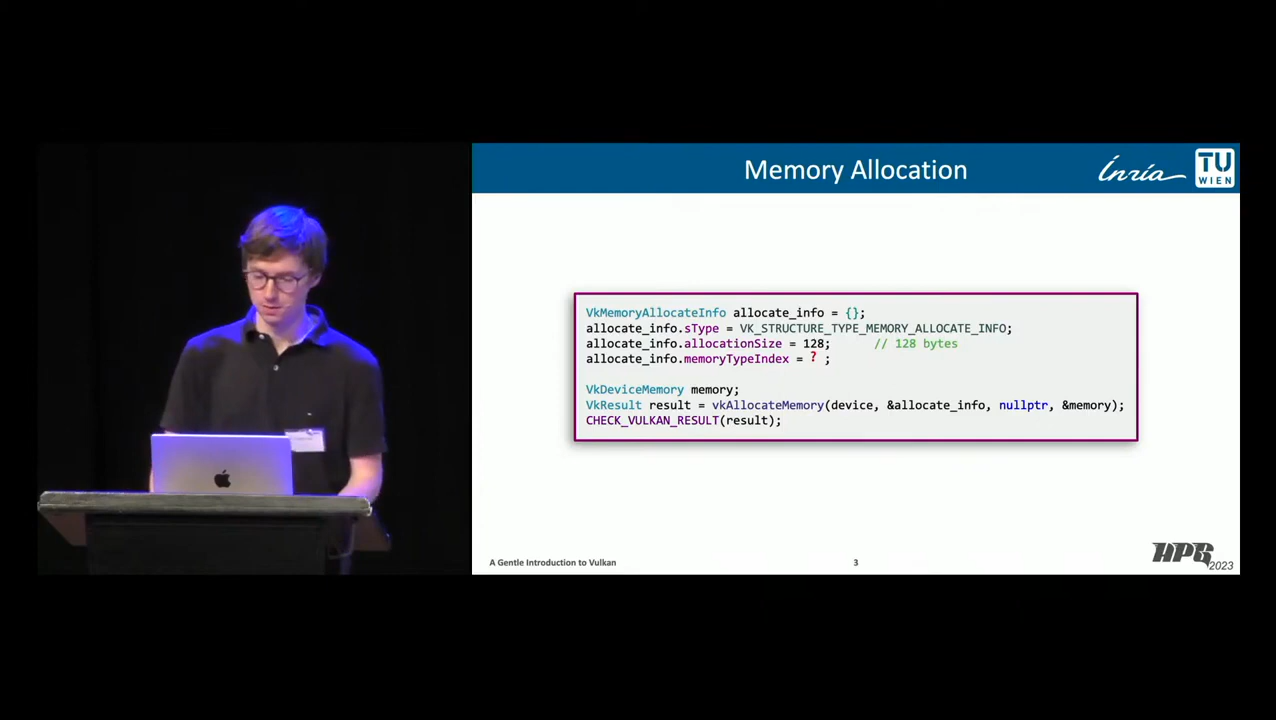 Memory Allocation
Inria
TU
WIEN
VkMemoryAllocateInfo allocate_info = {};
allocate_info.sType = VK_STRUCTURE_TYPE_MEMORY_ALLOCATE_INFO;
allocate_info.allocationSize = 128; // 128 bytes
allocate_info.memoryTypeIndex = ? ;
VkDeviceMemory memory;
VkResult result = vkAllocateMemory(device, &allocate_info, nullptr, &memory);
CHECK_VULKAN_RESULT(result);
A Gentle Introduction to Vulkan
3
HPG
2023